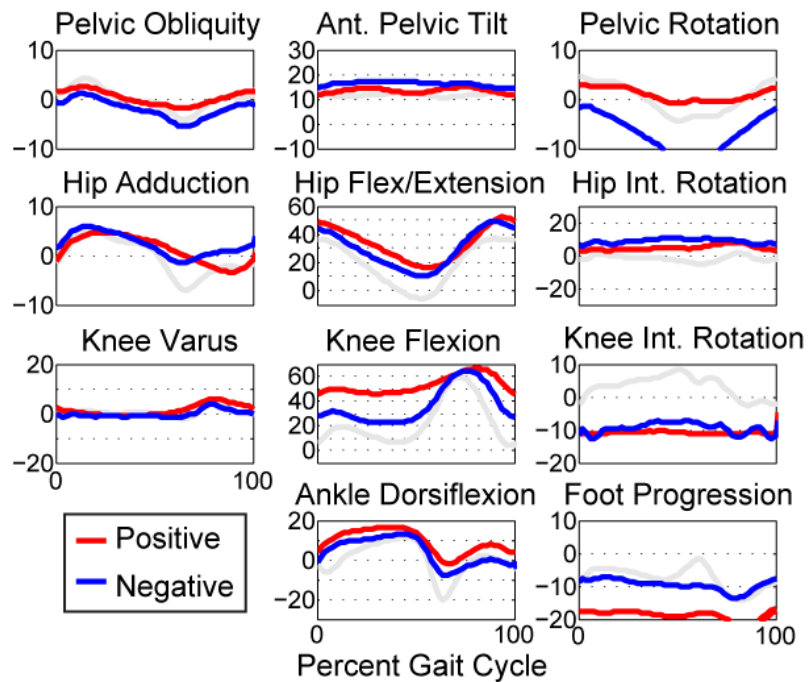 Pelvic Obliquity Ant. Pelvic Tilt Pelvic Rotation
10 30 10
20
0 10 0
0
−10 −10 −10
Hip Adduction Hip Flex/Extension Hip Int. Rotation
10 60
40 20
0 20 0
0
−10 −20
Knee Varus Knee Flexion Knee Int. Rotation
20 60 10
40 0
0 20 −10
0
−20 −20
0 100
Ankle Dorsiflexion Foot Progression
20 10
Positive 0 0
Negative −10
−20 −20
0 100 0 100
Percent Gait Cycle